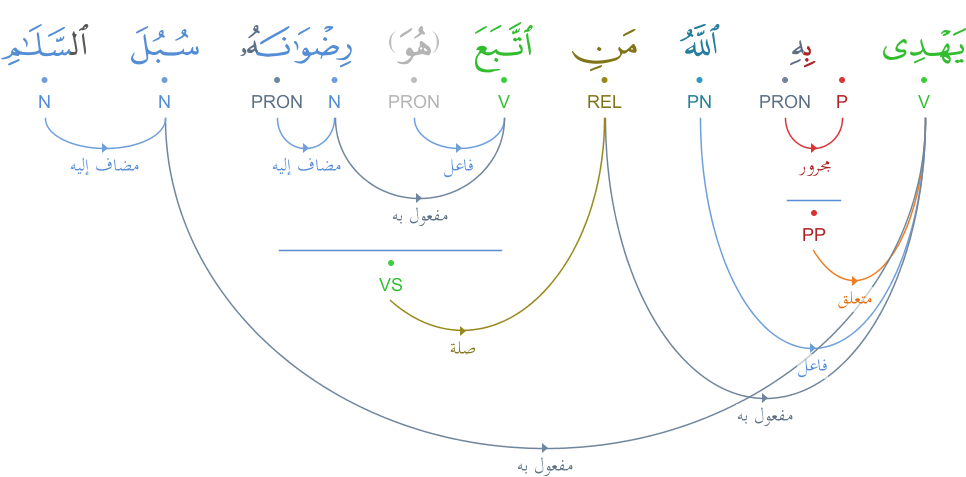 يَهْدِى بِهِ ٱللَّهُ مَنِ ٱتَّبَعَ (هُوَ) رِضْوَٰنَهُۥ سُبُلَ ٱلسَّلَٰمِ
V P PRON PN REL V PRON N PRON N N
مجرور فاعل مضاف إليه مضاف إليه
مفعول به
PP
VS
متعلق
صلة
فاعل
مفعول به
مفعول به